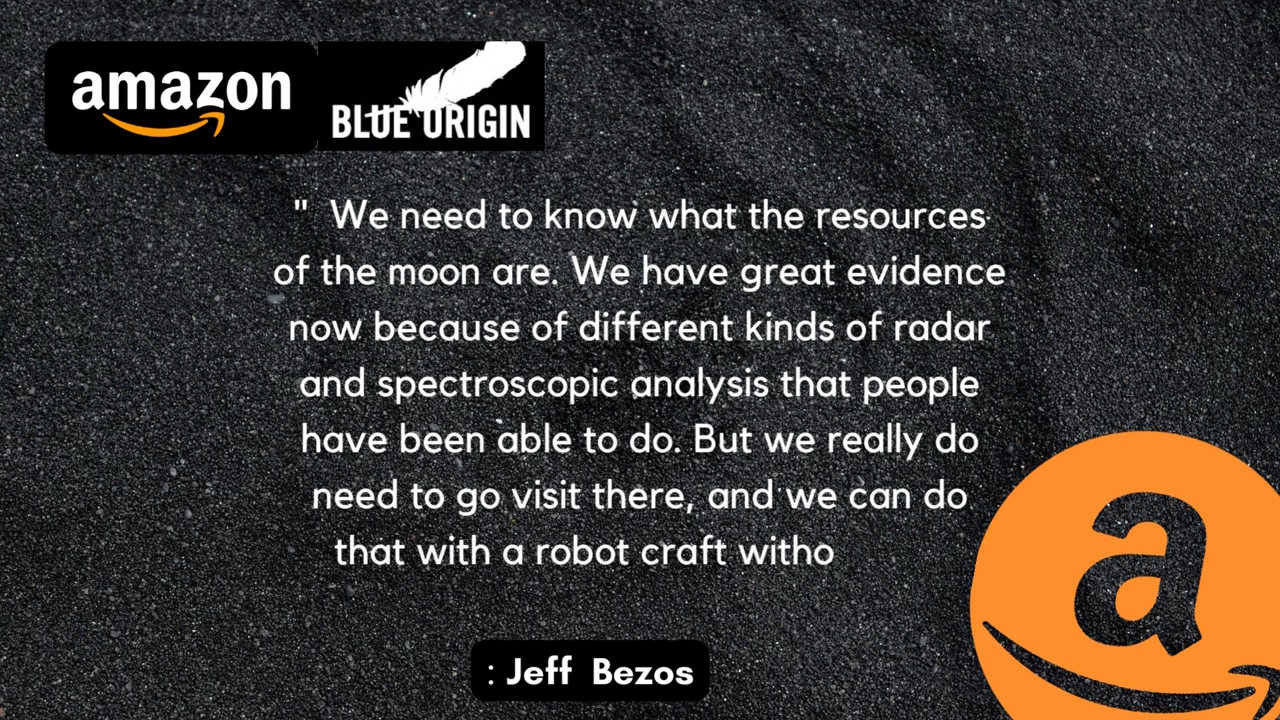 amazon
BLUE ORIGIN
" We need to know what the resources
of the moon are. We have great evidence
now because of different kinds of radar
and spectroscopic analysis that people
have been able to do. But we really do
need to go visit there, and we can do
that with a robot craft witho
: Jeff Bezos
a